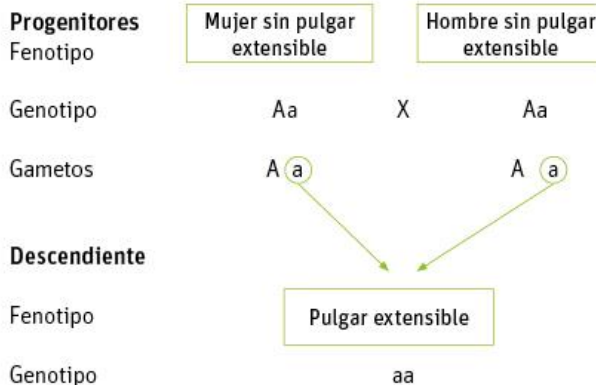 Progenitores
Fenotipo
Mujer sin pulgar
extensible
Hombre sin pulgar
extensible
Genotipo Aa X Aa
Gametos A a A a
Descendiente
Fenotipo Pulgar extensible
Genotipo aa